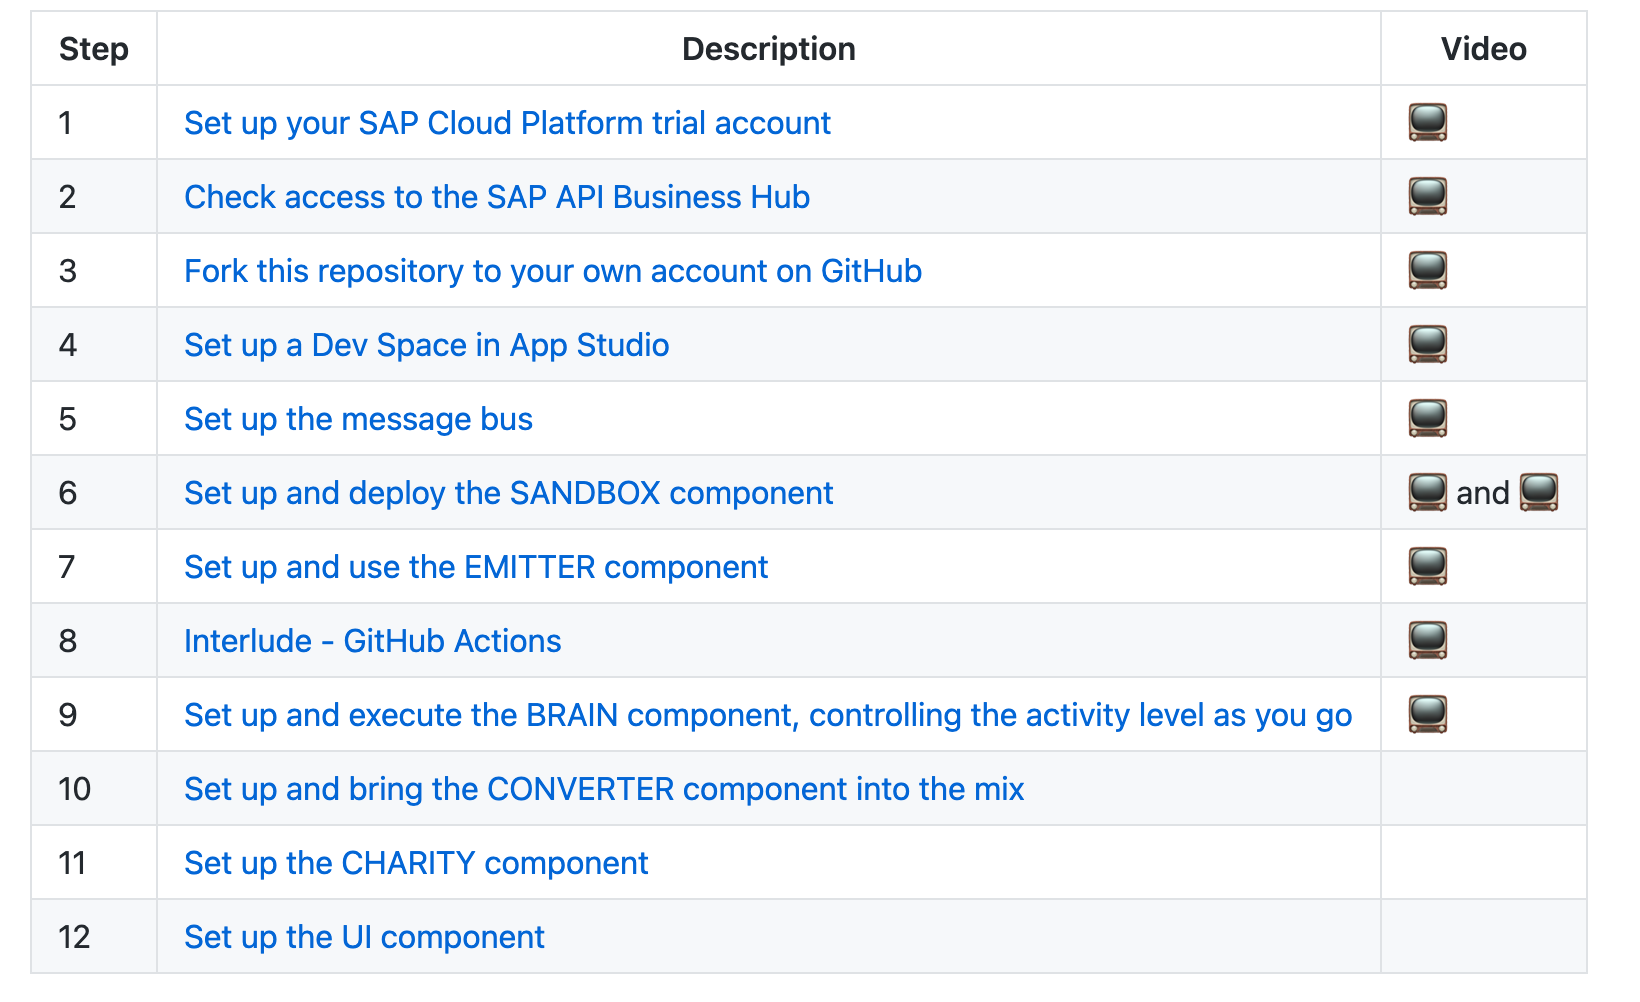 Step Description Video
1 Set up your SAP Cloud Platform trial account
2 Check access to the SAP API Business Hub
3 Fork this repository to your own account on GitHub
4 Set up a Dev Space in App Studio
5 Set up the message bus
6 Set up and deploy the SANDBOX component and
7 Set up and use the EMITTER component
8 Interlude - GitHub Actions
9 Set up and execute the BRAIN component, controlling the activity level as you go
10 Set up and bring the CONVERTER component into the mix
11 Set up the CHARITY component
12 Set up the UI component